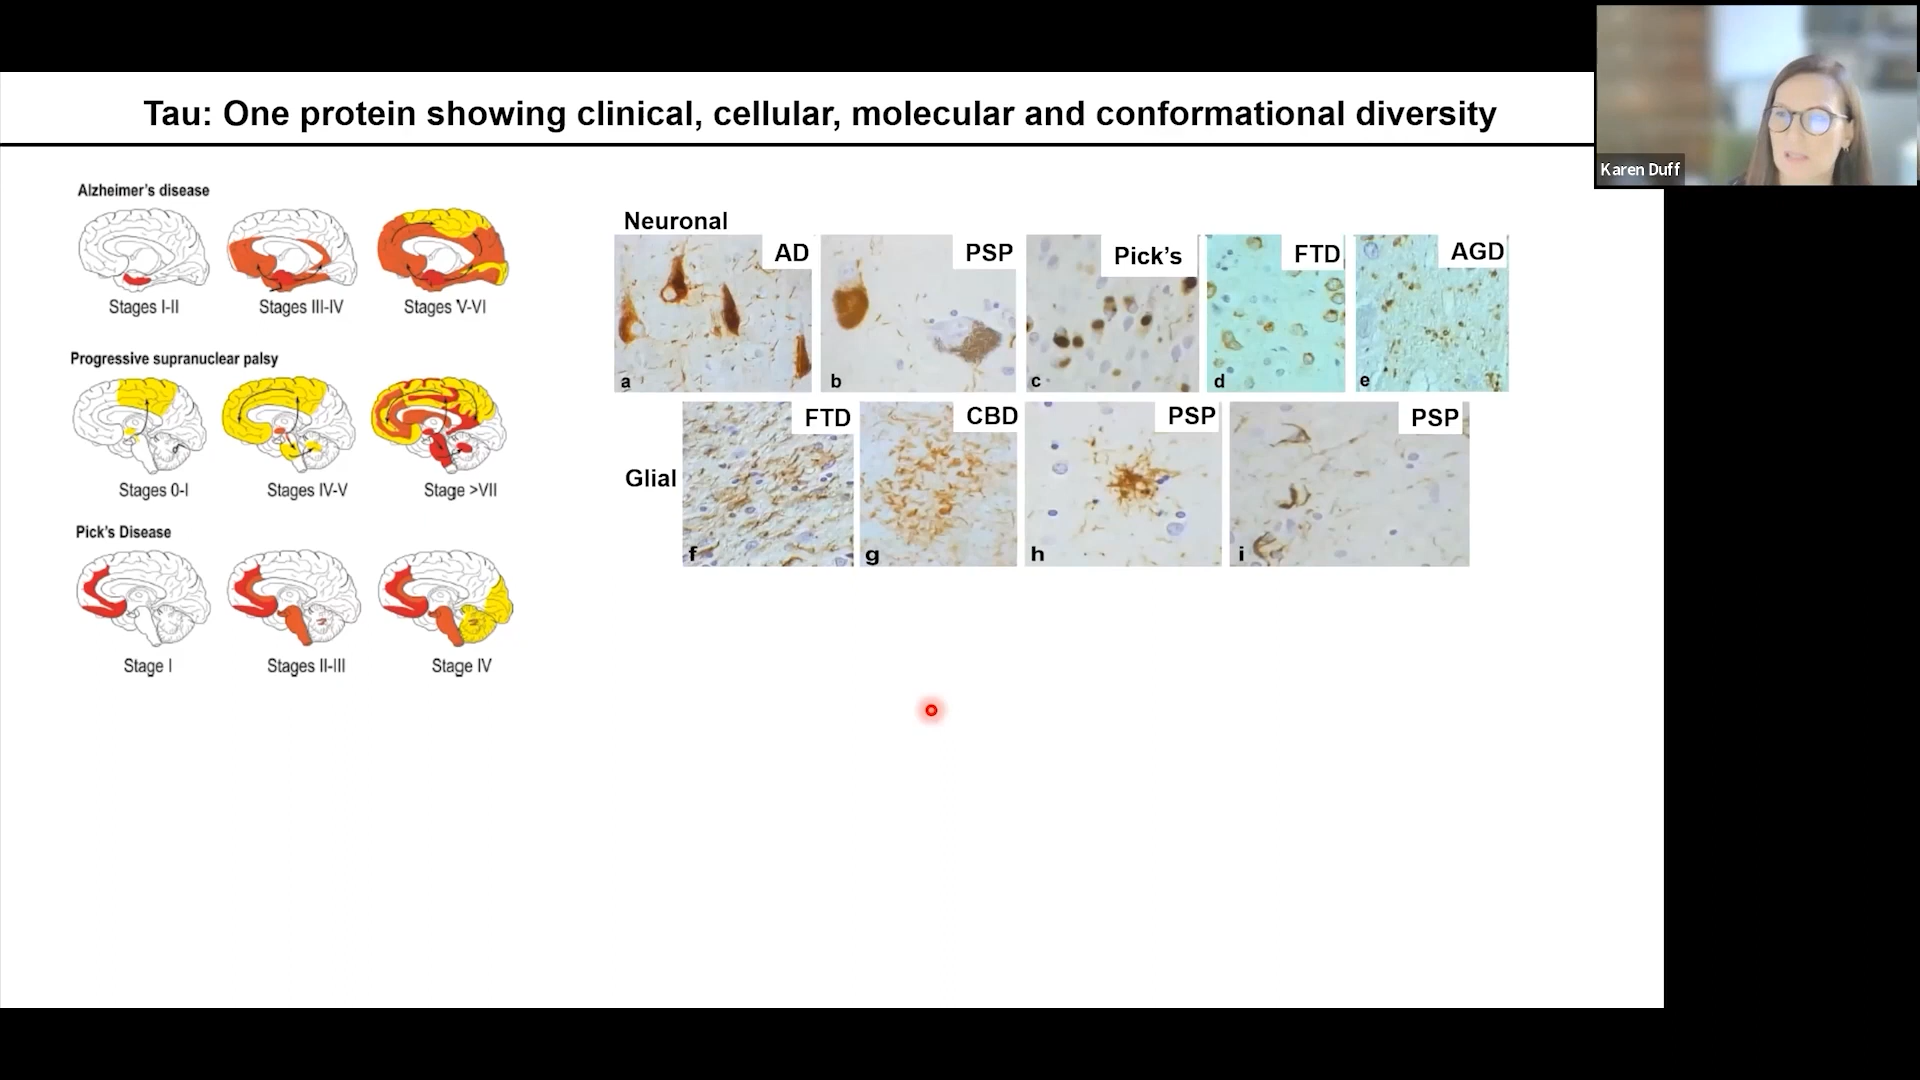 Tau: One protein showing clinical, cellular, molecular and conformational diversity
Karen Duff
Alzheimer's disease
Stages I-II
Stages III-IV
Stages V-VI
Progressive supranuclear palsy
Stages 0-I
Stages IV-V
Stage >VII
Pick's Disease
Stage I
Stages II-III
Stage IV
Neuronal
AD
PSP
Pick's
FTD
AGD
a
b
c
d
e
Glial
FTD
CBD
PSP
PSP
f
g
h
i